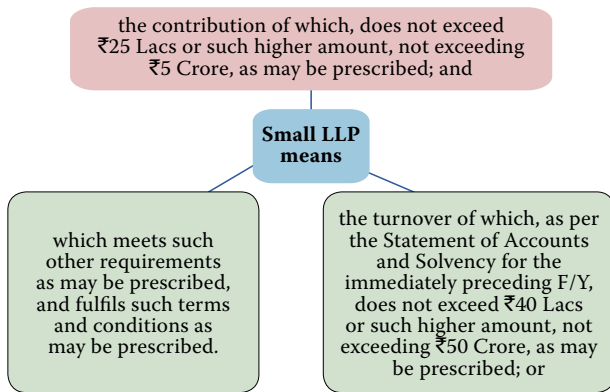 the contribution of which, does not exceed
₹25 Lacs or such higher amount, not exceeding
₹5 Crore, as may be prescribed; and
Small LLP
means
which meets such
other requirements
as may be prescribed,
and fulfils such terms
and conditions as
may be prescribed.
the turnover of which, as per
the Statement of Accounts
and Solvency for the
immediately preceding F/Y,
does not exceed ₹40 Lacs
or such higher amount, not
exceeding ₹50 Crore, as may
be prescribed; or